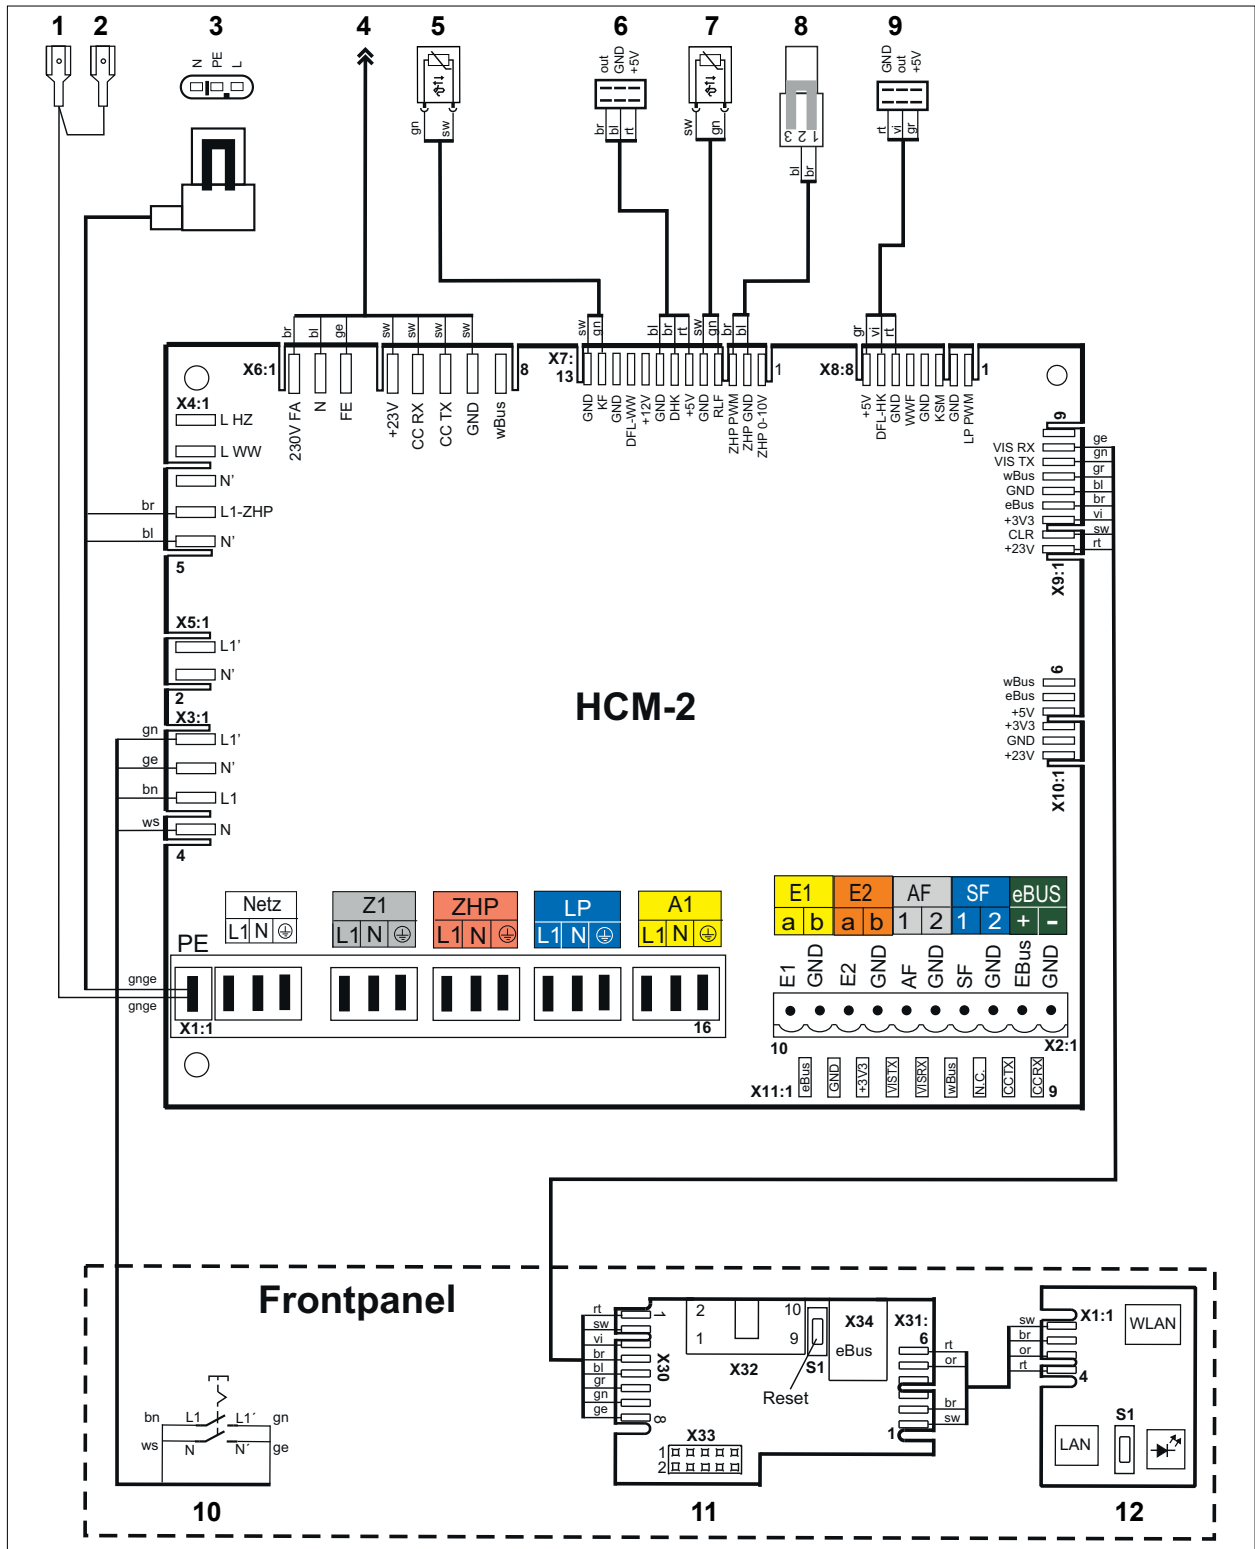 1 2 3 4 5 6 7 8 9
N PE L
out GND +5V
GND out +5V
gn sw
br bl rt
sw gn
3 2 1
bl br
rt vi gr
br bl ge sw sw sw sw
sw gn
bl br rt sw gn
br bl
gr vi rt
X6:1
8
X7:
13
1
X8:8
1
230V FA
N
FE
+23V
CC RX
CC TX
GND
wBus
GND
KF
GND
DFL-WW
+12V
GND
DHK
+5V
GND
RLF
ZHP PWM
ZHP GND
ZHP 0-10V
+5V
DFL-HK
GND
WWF
GND
KSM
GND
LP PWM
X4:1
L HZ
L WW
N'
br L1-ZHP
bl N'
5
9
VIS RX ge
VIS TX gn
wBus gr
GND bl
eBus br
+3V3 vi
CLR sw
+23V rt
X9:1
X5:1
L1'
N'
2
X3:1
gn L1'
ge N'
bn L1
ws N
4
HCM-2
6
wBus
eBus
+5V
+3V3
GND
+23V
X10:1
Netz
L1 N
Z1
L1 N
ZHP
L1 N
LP
L1 N
A1
L1 N
PE
gnge
gnge
X1:1
16
E1 E2 AF SF eBUS
a b a b 1 2 1 2 + -
E1 GND E2 GND AF GND SF GND EBus GND
10
X2:1
X11:1 eBus GND +3V3 VISTX VISRX wBus N.C. CCTX CCRX 9
Frontpanel
bn L1 L1´ gn
ws N N´ ge
10
rt
sw
vi
br
bl
gr
gn
ge
1
X30
8
2 10
1 9
X32
S1
Reset
X34
eBus
X31:
6
rt
or
br
sw
1
X33
1
2
11
sw
br
or
rt
X1:1
4
WLAN
LAN
S1
12